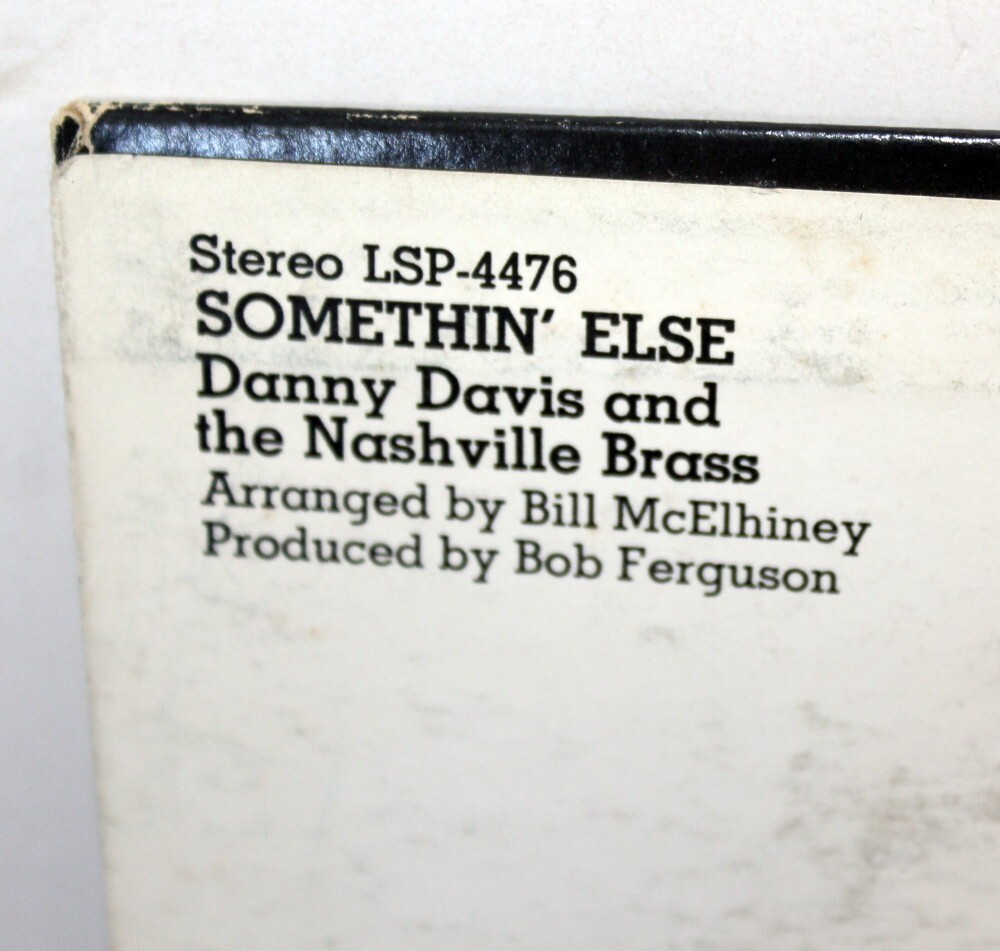 Stereo LSP-4476
SOMETHIN' ELSE
Danny Davis and
the Nashville Brass
Arranged by Bill McElhiney
Produced by Bob Ferguson